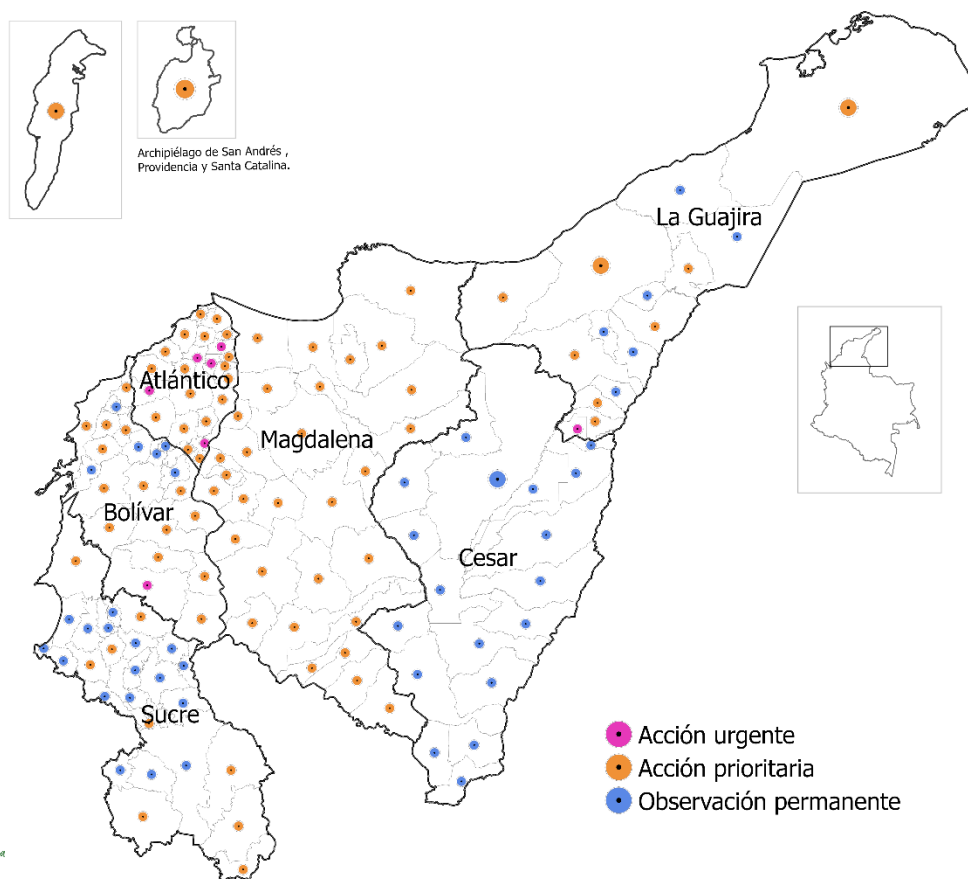 Archipiélago de San Andrés ,
Providencia y Santa Catalina.
La Guajira
Atlántico
Magdalena
Bolívar
Cesar
Sucre
Acción urgente
Acción prioritaria
Observación permanente